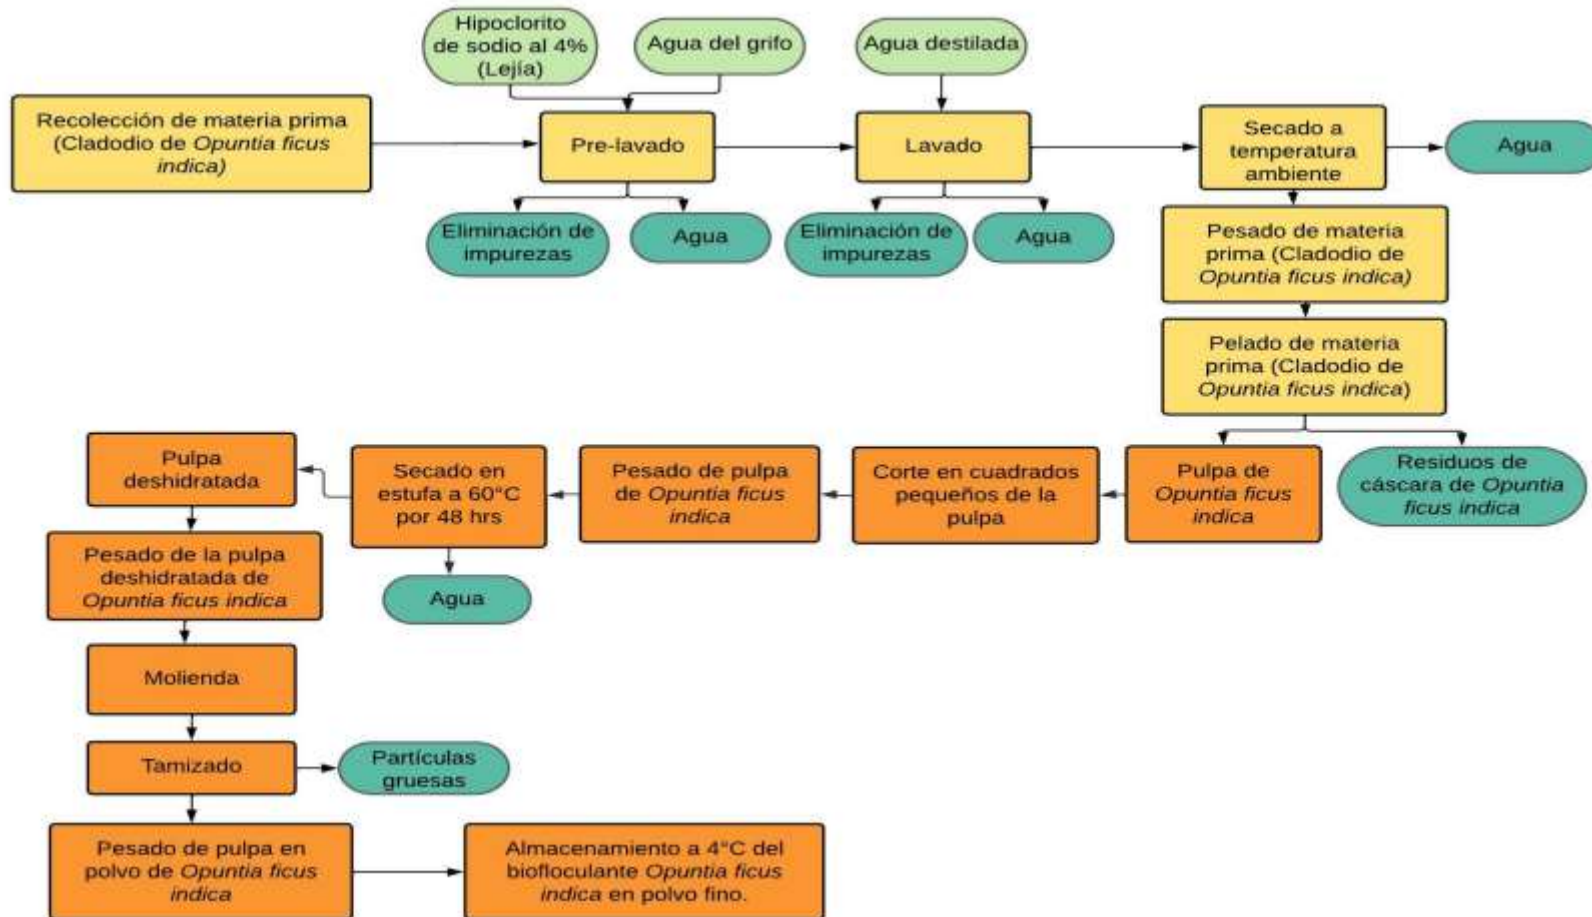 Hipoclorito
de sodio al 4%
(Lejía)
Agua del grifo
Agua destilada
Recolección de materia prima
(Cladodio de Opuntia ficus
indica)
Pre-lavado
Lavado
Secado a
temperatura
ambiente
Agua
Eliminación de
impurezas
Agua
Eliminación de
impurezas
Agua
Pesado de materia
prima (Cladodio de
Opuntia ficus indica)
Pelado de materia
prima (Cladodio de
Opuntia ficus indica)
Residuos de
cáscara de Opuntia
ficus indica
Pulpa de
Opuntia ficus
indica
Corte en cuadrados
pequeños de la
pulpa
Pesado de pulpa
de Opuntia ficus
indica
Secado en
estufa a 60°C
por 48 hrs
Agua
Pulpa
deshidratada
Pesado de la pulpa
deshidratada de
Opuntia ficus indica
Molienda
Tamizado
Partículas
gruesas
Pesado de pulpa en
polvo de Opuntia ficus
indica
Almacenamiento a 4°C del
biofloculante Opuntia ficus
indica en polvo fino.